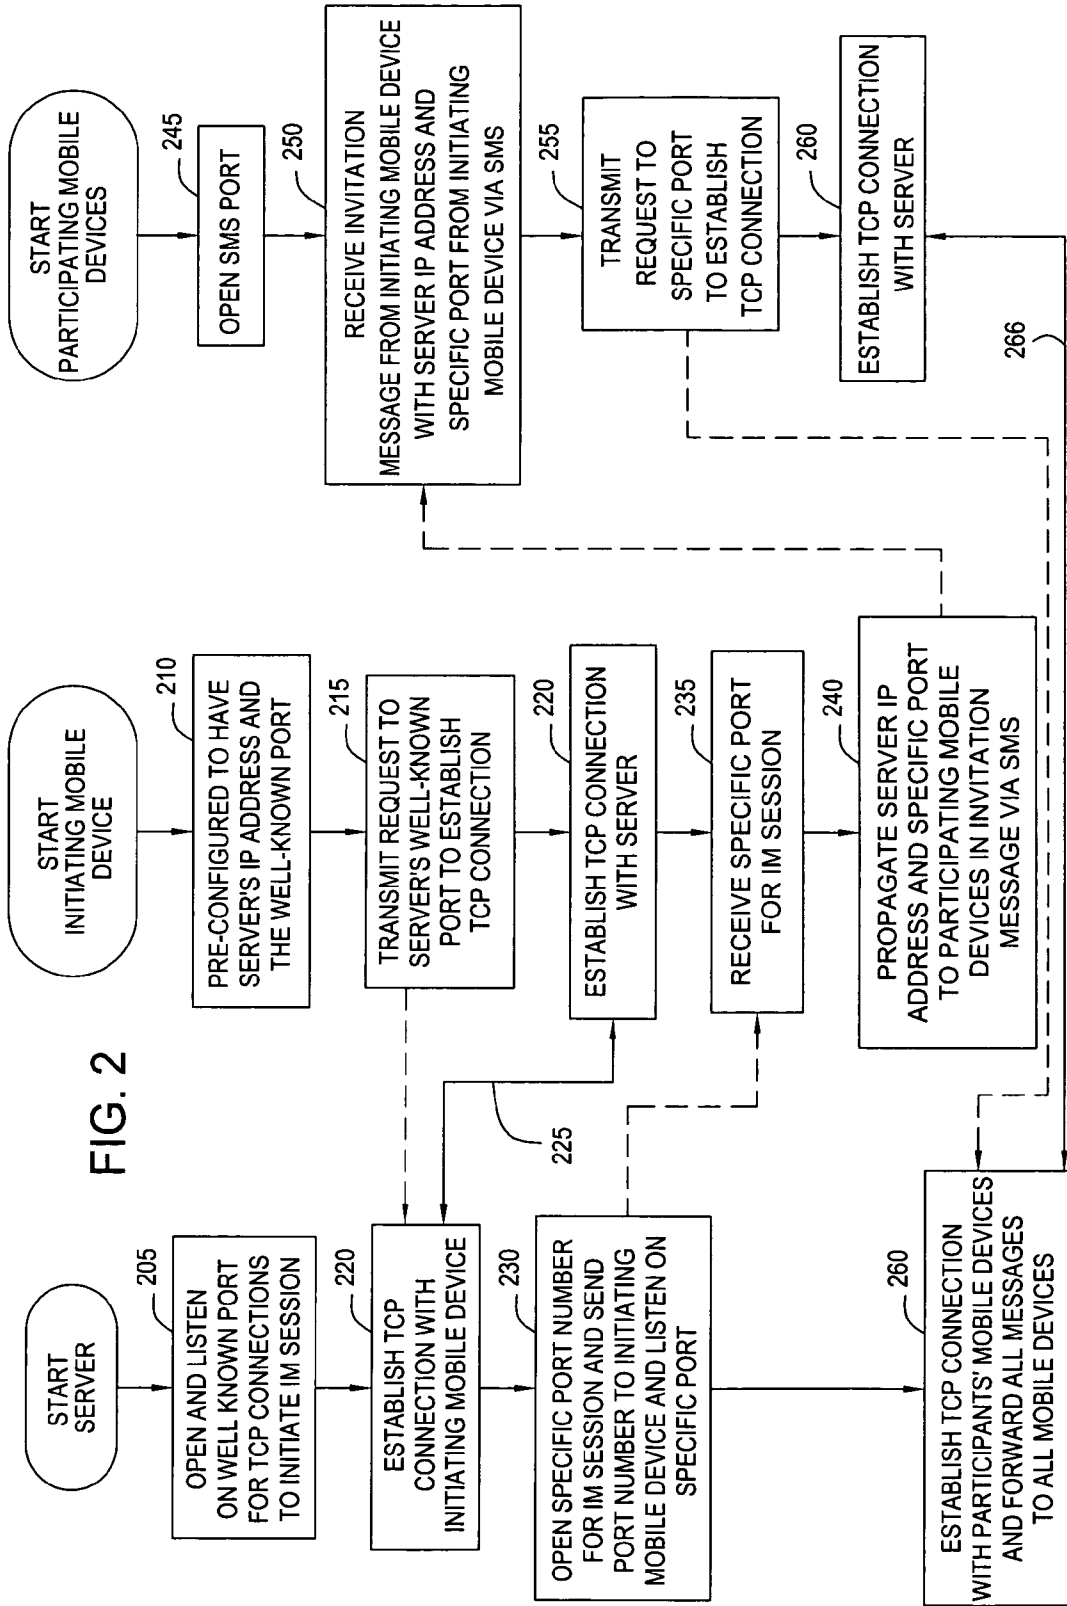 FIG. 2
START
SERVER
205
OPEN AND LISTEN
ON WELL KNOWN PORT
FOR TCP CONNECTIONS
TO INITIATE IM SESSION
220
ESTABLISH TCP
CONNECTION WITH
INITIATING MOBILE DEVICE
225
230
OPEN SPECIFIC PORT NUMBER
FOR IM SESSION AND SEND
PORT NUMBER TO INITIATING
MOBILE DEVICE AND LISTEN ON
SPECIFIC PORT
260
ESTABLISH TCP CONNECTION
WITH PARTICIPANTS' MOBILE DEVICES
AND FORWARD ALL MESSAGES
TO ALL MOBILE DEVICES
START
INITIATING MOBILE
DEVICE
210
PRE-CONFIGURED TO HAVE
SERVER'S IP ADDRESS AND
THE WELL-KNOWN PORT
215
TRANSMIT REQUEST TO
SERVER'S WELL-KNOWN
PORT TO ESTABLISH
TCP CONNECTION
220
ESTABLISH TCP CONNECTION
WITH SERVER
235
RECEIVE SPECIFIC PORT
FOR IM SESSION
240
PROPAGATE SERVER IP
ADDRESS AND SPECIFIC PORT
TO PARTICIPATING MOBILE
DEVICES IN INVITATION
MESSAGE VIA SMS
START
PARTICIPATING MOBILE
DEVICES
245
OPEN SMS PORT
250
RECEIVE INVITATION
MESSAGE FROM INITIATING MOBILE DEVICE
WITH SERVER IP ADDRESS AND
SPECIFIC PORT FROM INITIATING
MOBILE DEVICE VIA SMS
255
TRANSMIT
REQUEST TO
SPECIFIC PORT
TO ESTABLISH
TCP CONNECTION
260
ESTABLISH TCP CONNECTION
WITH SERVER
266